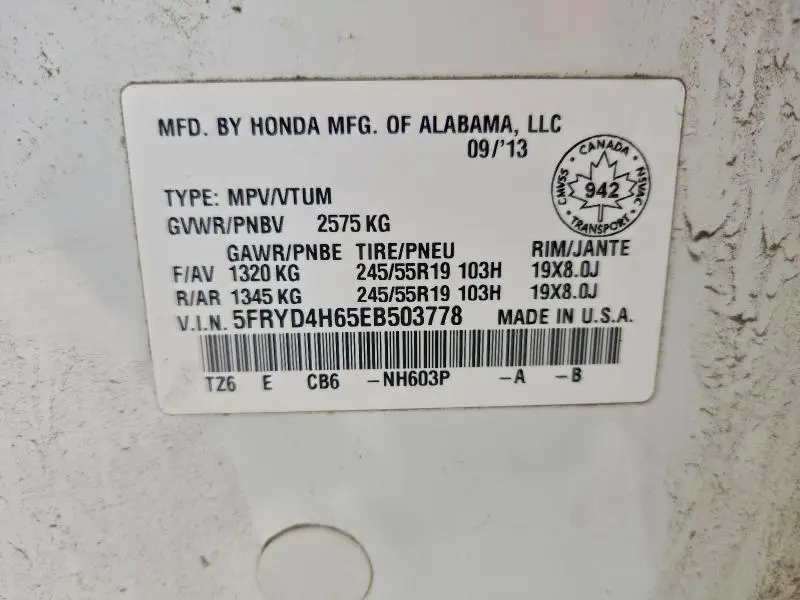 MFD. BY HONDA MFG. OF ALABAMA, LLC
09/'13
CANADA
CMVSS 942 NSVAC
TRANSPORT
TYPE: MPV/VTUM
GVWR/PNBV 2575 KG
GAWR/PNBE TIRE/PNEU RIM/JANTE
F/AV 1320 KG 245/55R19 103H 19X8.0J
R/AR 1345 KG 245/55R19 103H 19X8.0J
V.I.N. 5FRYD4H65EB503778 MADE IN U.S.A.
TZ6 E CB6 -NH603P -A -B